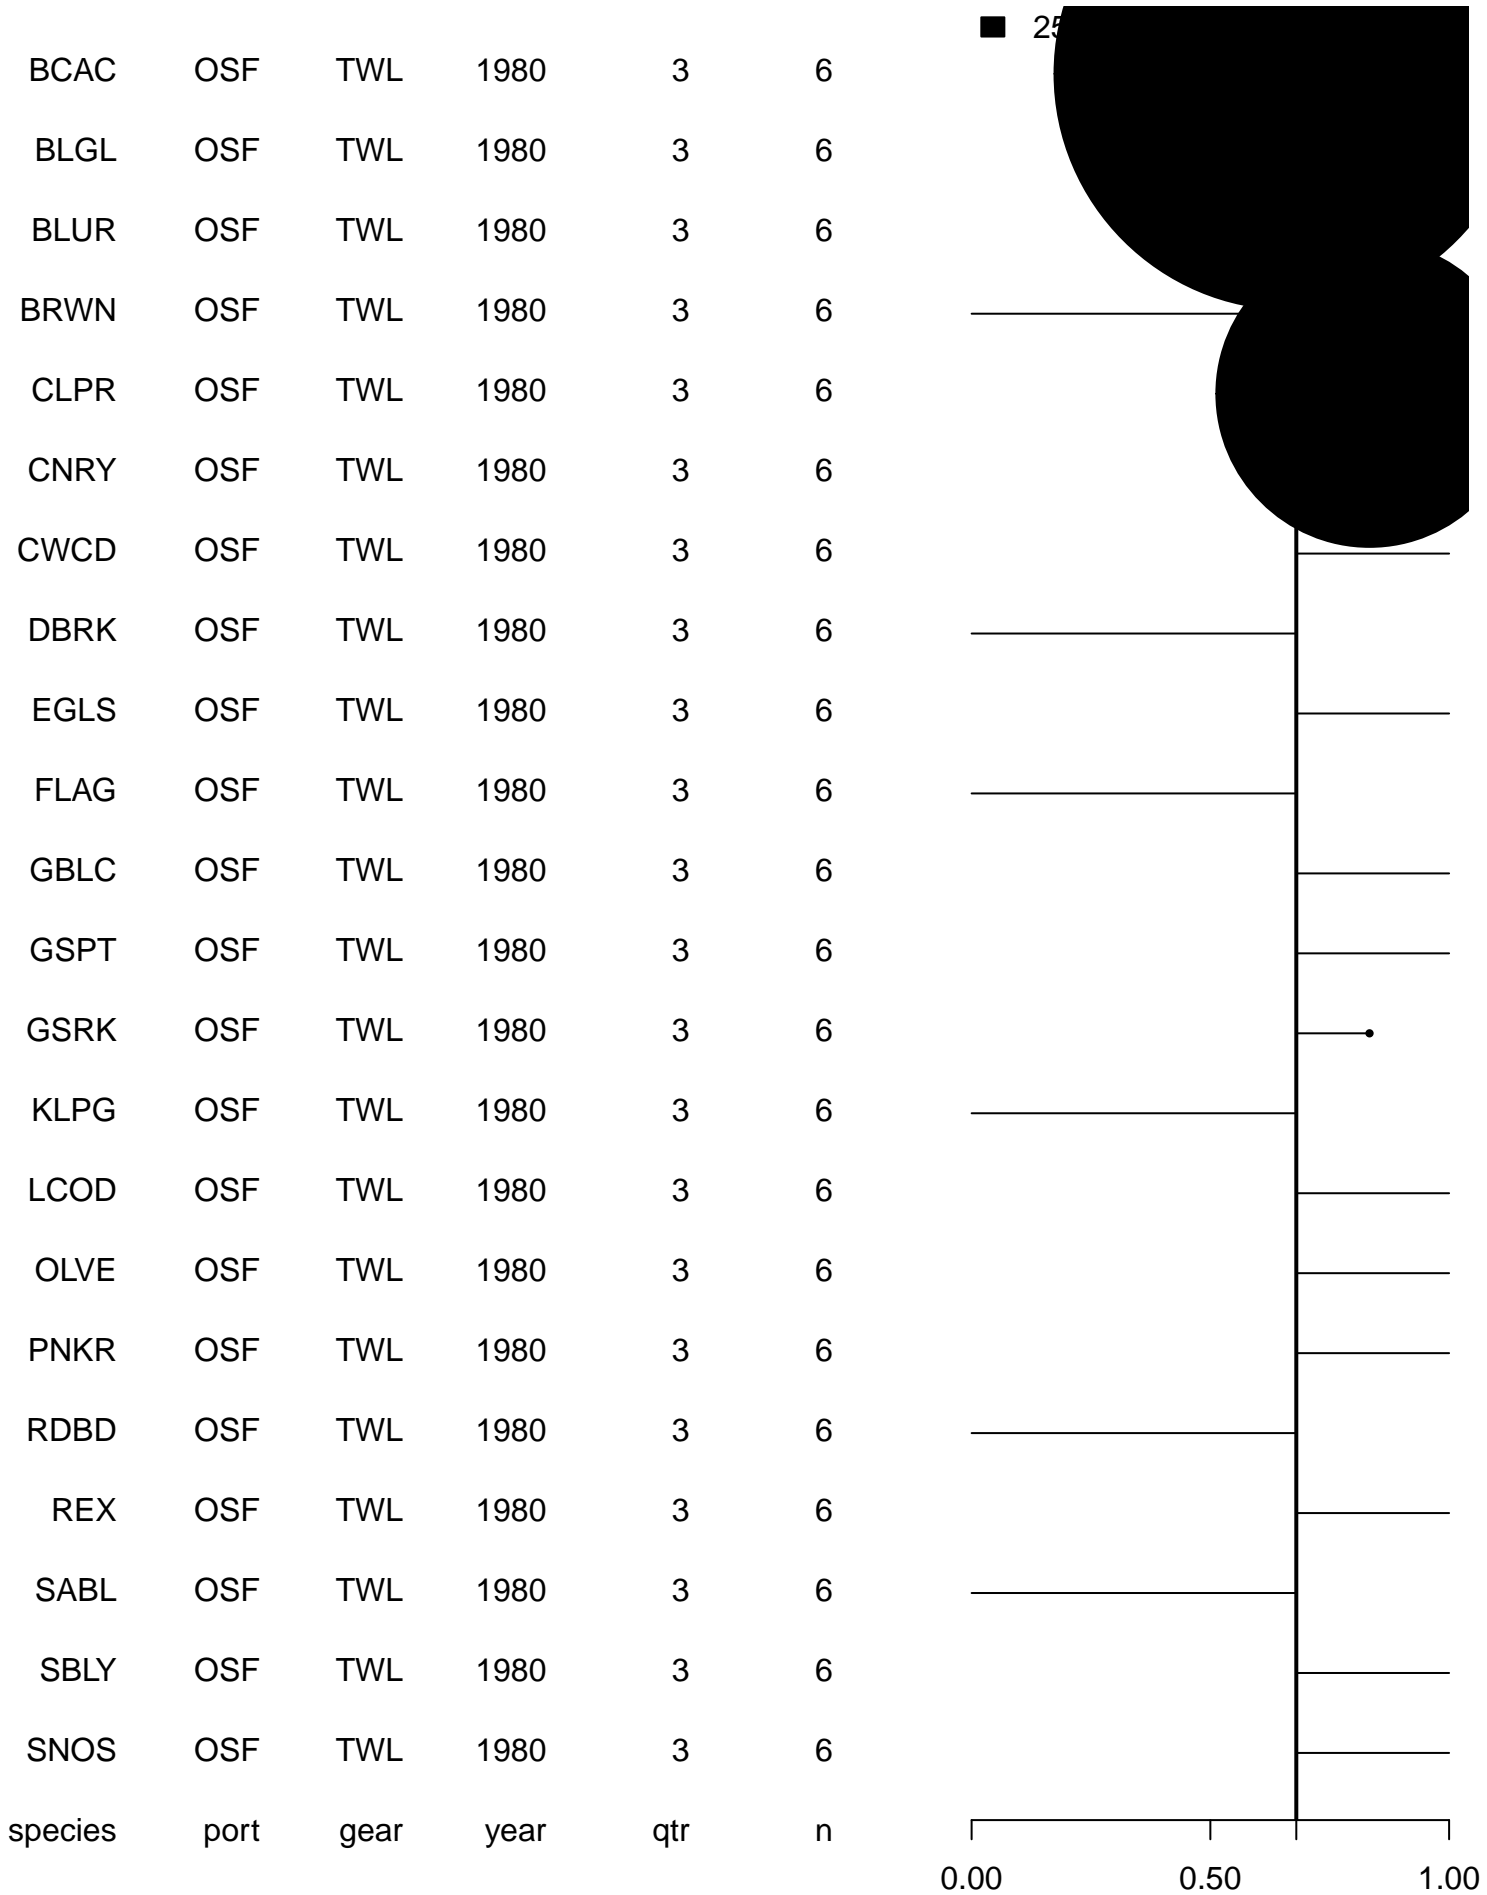 25
BCAC OSF TWL 1980 3 6
BLGL OSF TWL 1980 3 6
BLUR OSF TWL 1980 3 6
BRWN OSF TWL 1980 3 6
CLPR OSF TWL 1980 3 6
CNRY OSF TWL 1980 3 6
CWCD OSF TWL 1980 3 6
DBRK OSF TWL 1980 3 6
EGLS OSF TWL 1980 3 6
FLAG OSF TWL 1980 3 6
GBLC OSF TWL 1980 3 6
GSPT OSF TWL 1980 3 6
GSRK OSF TWL 1980 3 6
KLPG OSF TWL 1980 3 6
LCOD OSF TWL 1980 3 6
OLVE OSF TWL 1980 3 6
PNKR OSF TWL 1980 3 6
RDBD OSF TWL 1980 3 6
REX OSF TWL 1980 3 6
SABL OSF TWL 1980 3 6
SBLY OSF TWL 1980 3 6
SNOS OSF TWL 1980 3 6
species port gear year qtr n
0.00 0.50 1.00